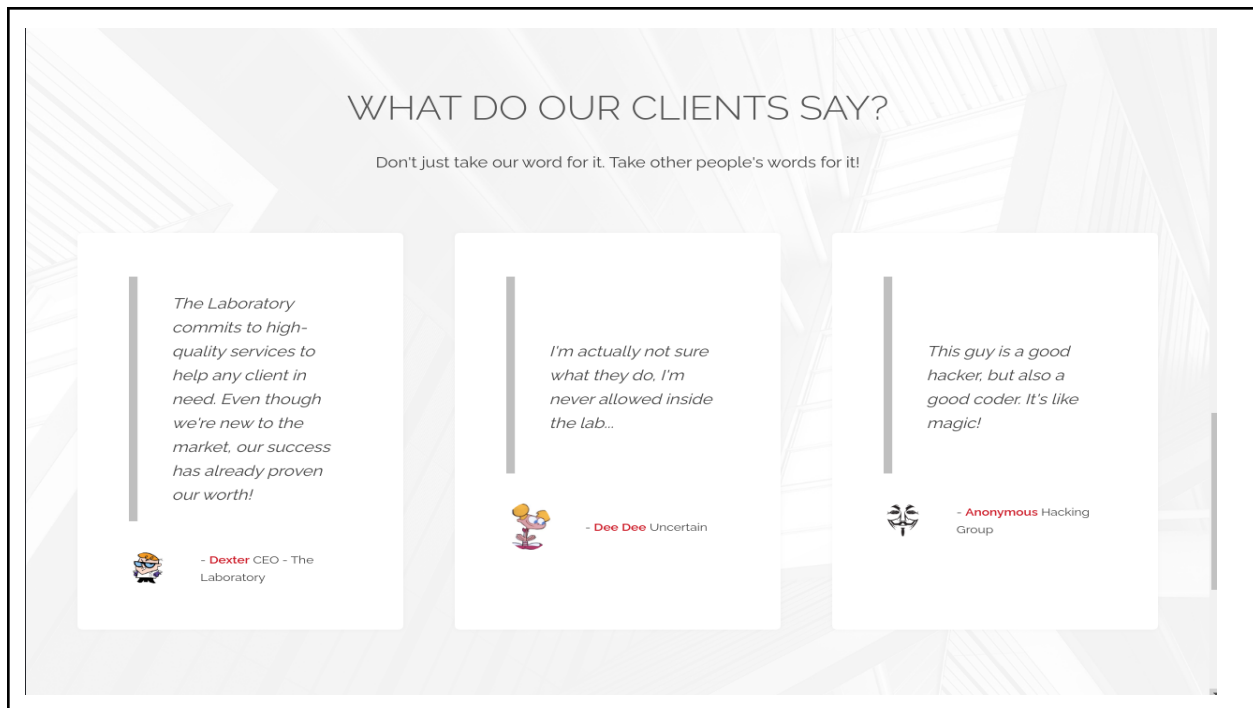 WHAT DO OUR CLIENTS SAY?
Don't just take our word for it. Take other people's words for it!
The Laboratory
commits to high-
quality services to
help any client in
need. Even though
we're new to the
market, our success
has already proven
our worth!
- Dexter CEO - The
Laboratory
I'm actually not sure
what they do, I'm
never allowed inside
the lab...
- Dee Dee Uncertain
This guy is a good
hacker, but also a
good coder. It's like
magic!
- Anonymous Hacking
Group